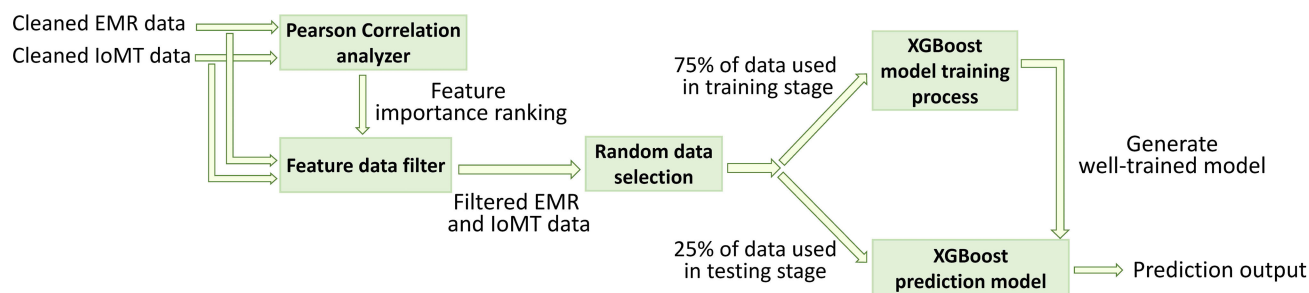 Cleaned EMR data
Cleaned IoMT data
Pearson Correlation
analyzer
Feature
importance ranking
Feature data filter
Filtered EMR
and IoMT data
Random data
selection
75% of data used
in training stage
25% of data used
in testing stage
XGBoost
model training
process
Generate
well-trained model
XGBoost
prediction model
Prediction output